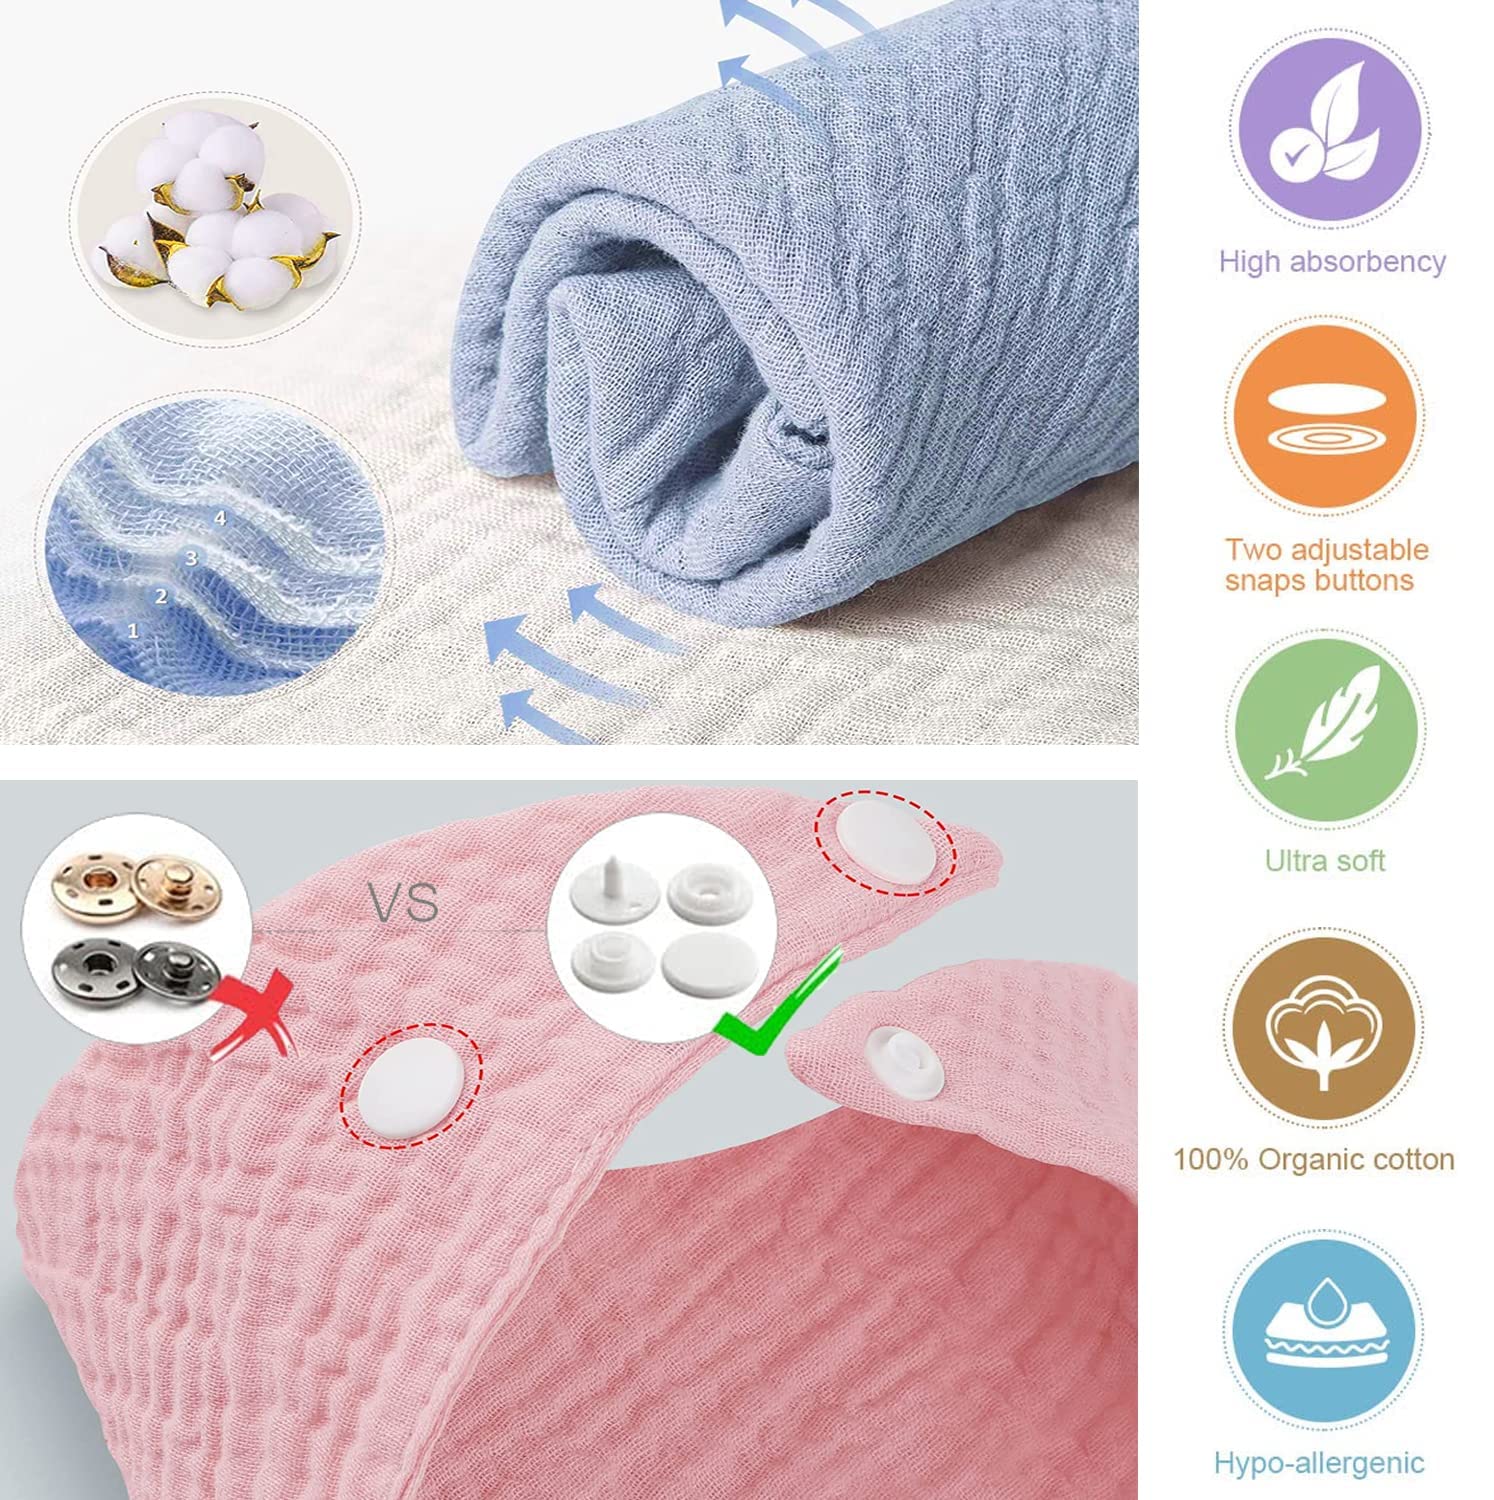 High absorbency
4
3
2
1
Two adjustable
snaps buttons
Ultra soft
VS
100% Organic cotton
Hypo-allergenic